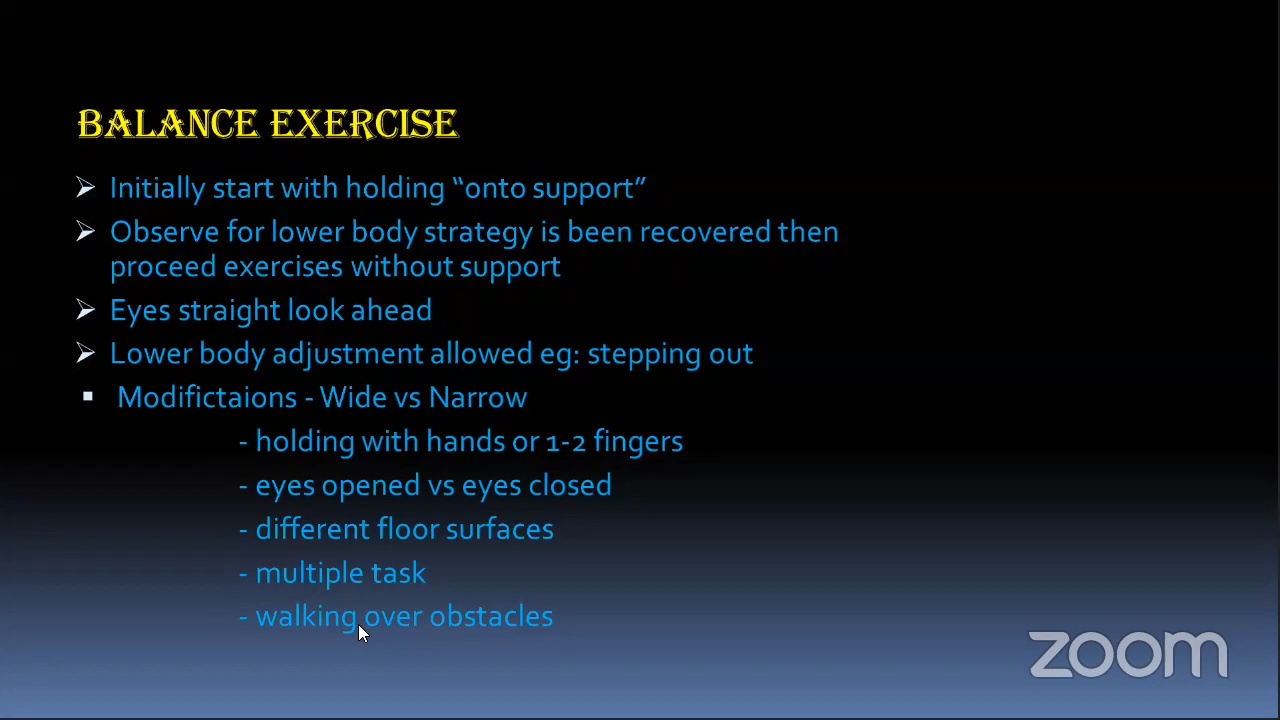 BALANCE EXERCISE
Initially start with holding “onto support”
Observe for lower body strategy is been recovered then
proceed exercises without support
Eyes straight look ahead
Lower body adjustment allowed eg: stepping out
Modifictaions - Wide vs Narrow
- holding with hands or 1-2 fingers
- eyes opened vs eyes closed
- different floor surfaces
- multiple task
- walking over obstacles
zoom